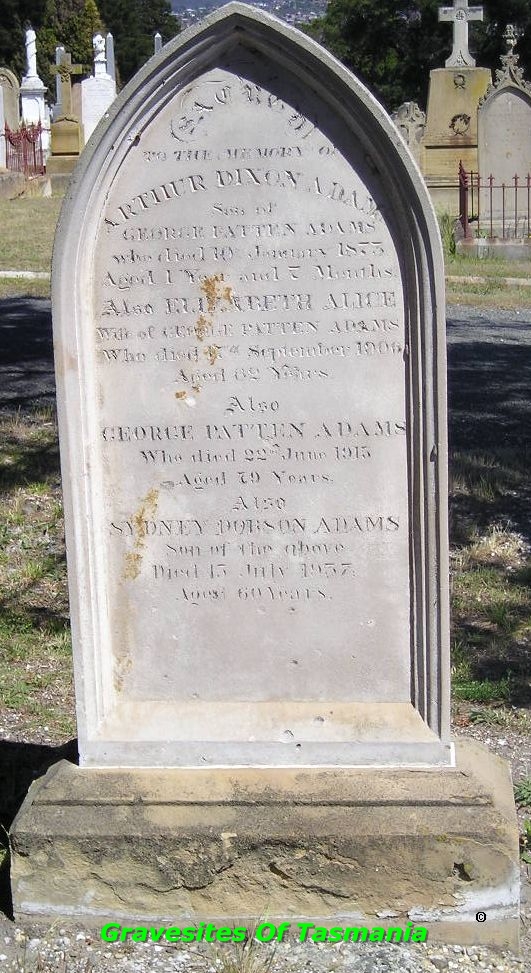 Sacred
TO THE MEMORY OF
ARTHUR DIXON ADAMS
Son of
GEORGE PATTEN ADAMS
who died 10th January 1873
Aged 1 Year and 7 Months.
Also ELIZABETH ALICE
Wife of GEORGE PATTEN ADAMS
Who died September 1906
Aged 62 Years.
Also
GEORGE PATTEN ADAMS
Who died 22nd June 1915
Aged 79 Years.
Also
SYDNEY DOBSON ADAMS
Son of the above
Died 15 July 1937.
Aged 60 Years.
©
Gravesites Of Tasmania